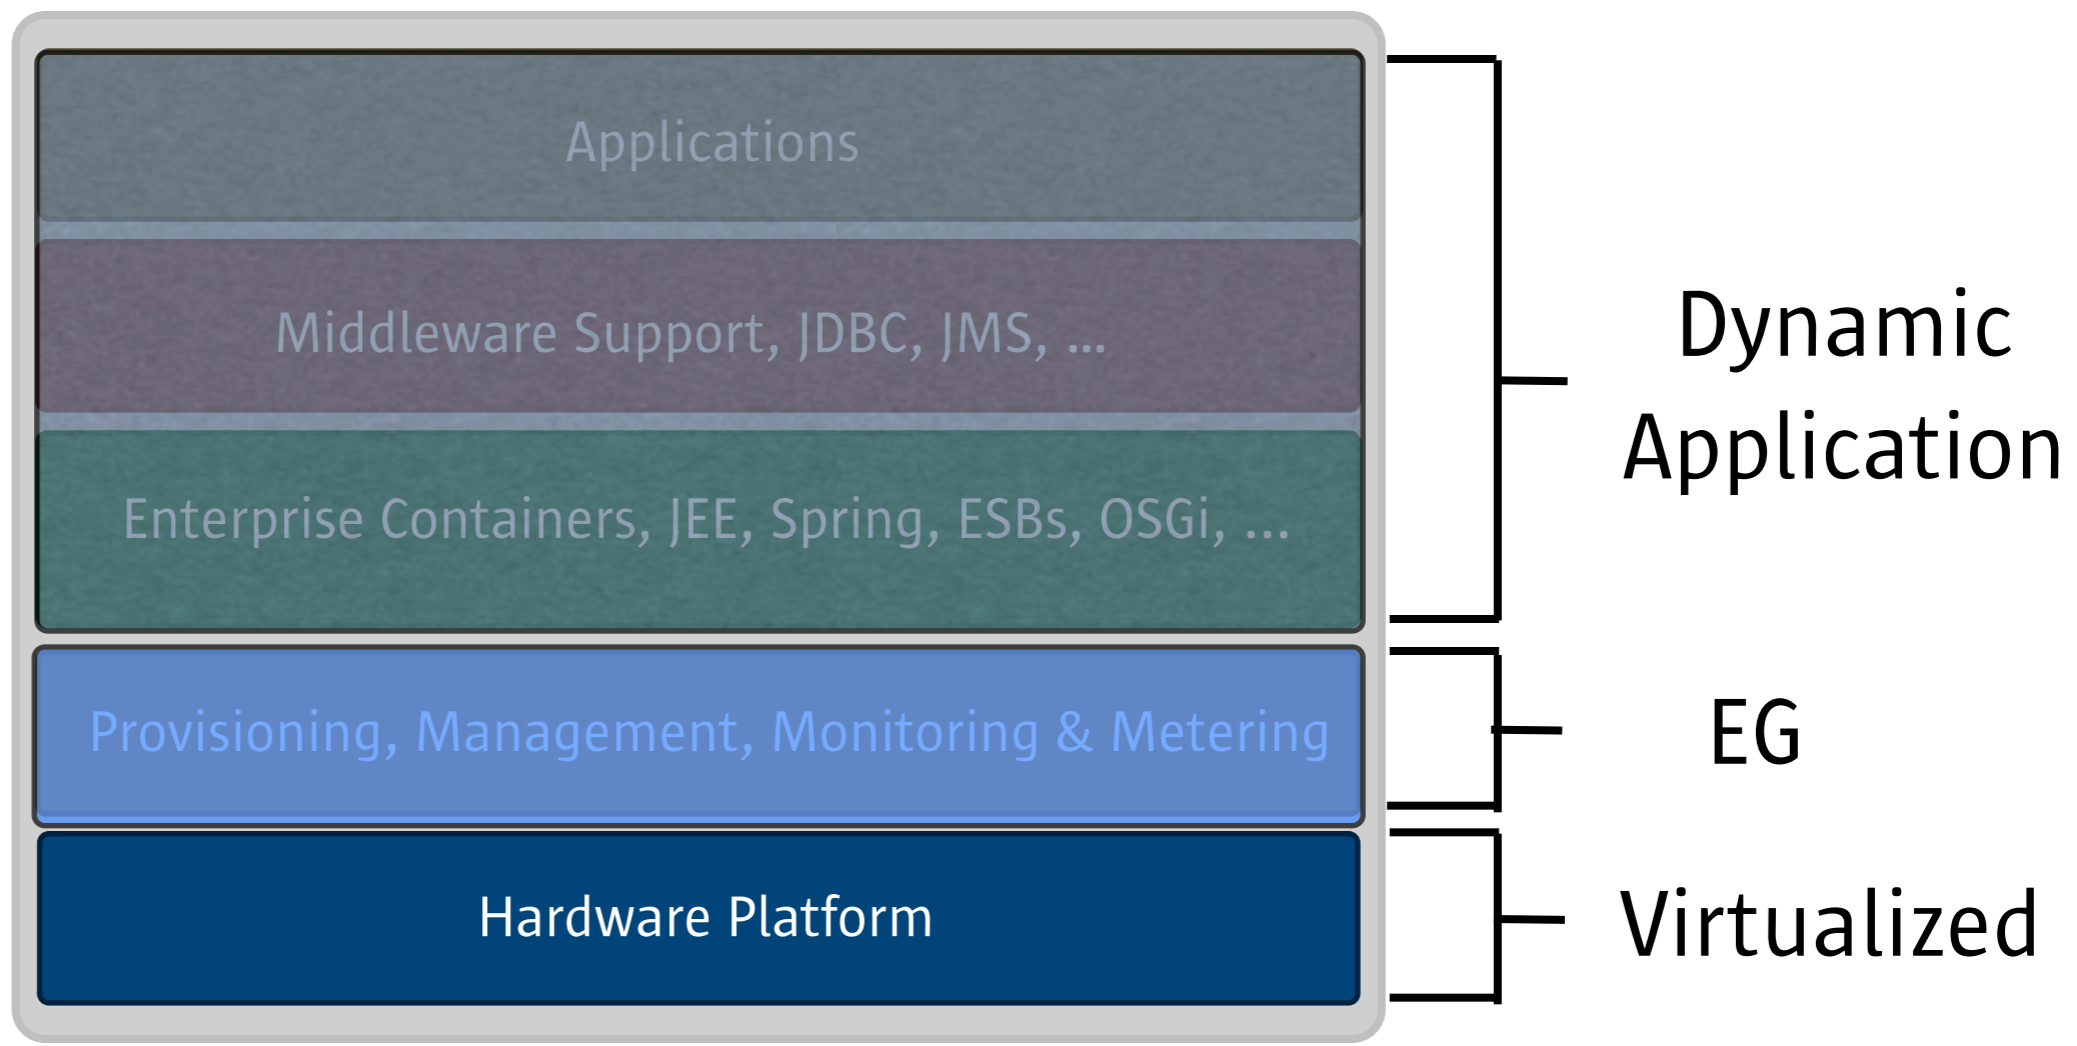 Applications
Middleware Support, JDBC, JMS, ...
Enterprise Containers, JEE, Spring, ESBs, OSGi, ...
Provisioning, Management, Monitoring & Metering
Hardware Platform
Dynamic
Application
EG
Virtualized